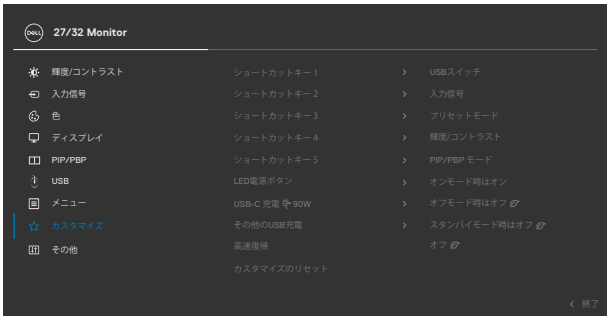 DELL
27/32 Monitor
輝度/コントラスト ショートカットキー 1 > USBスイッチ
入力信号 ショートカットキー 2 > 入力信号
色 ショートカットキー 3 > プリセットモード
ディスプレイ ショートカットキー 4 > 輝度/コントラスト
PIP/PBP ショートカットキー 5 > PIP/PBP モード
USB LED電源ボタン > オンモード時はオン
メニュー USB-C 充電 90W > オフモード時はオフ
カスタマイズ その他のUSB充電 > スタンバイモード時はオフ
その他 高速復帰 オフ
カスタマイズのリセット
< 終了